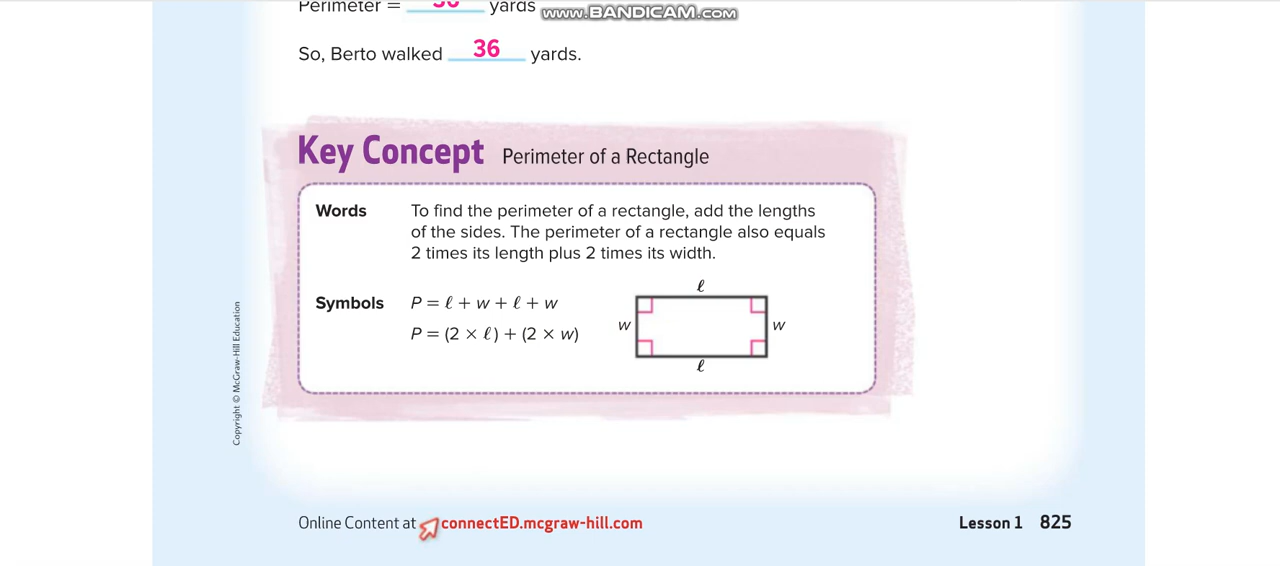 Perimeter = yards
www.BANDICAM.com
So, Berto walked 36 yards.
Key Concept Perimeter of a Rectangle
Words To find the perimeter of a rectangle, add the lengths
of the sides. The perimeter of a rectangle also equals
2 times its length plus 2 times its width.
Symbols P = ℓ + w + ℓ + w
P = (2 × ℓ) + (2 × w)
ℓ
w w
ℓ
Copyright © McGraw-Hill Education
Online Content at connectED.mcgraw-hill.com
Lesson 1 825